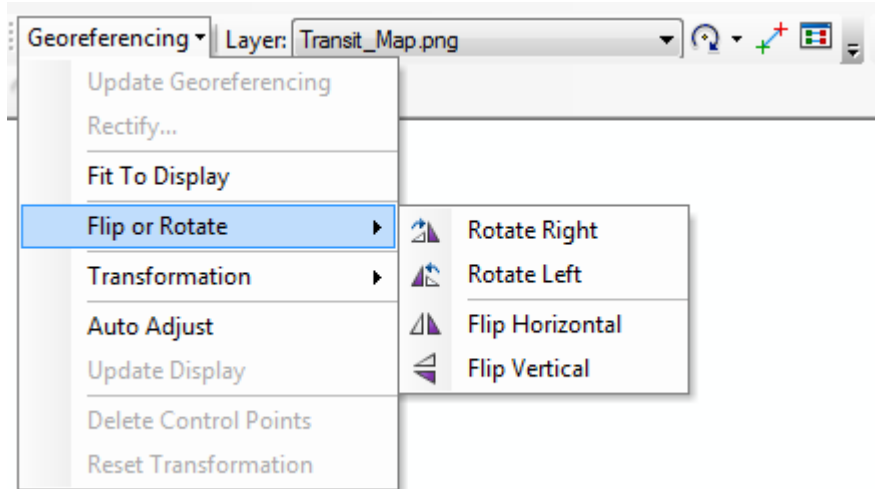 Georeferencing Layer: Transit_Map.png
Update Georeferencing
Rectify...
Fit To Display
Flip or Rotate
Transformation
Auto Adjust
Update Display
Delete Control Points
Reset Transformation
Rotate Right
Rotate Left
Flip Horizontal
Flip Vertical